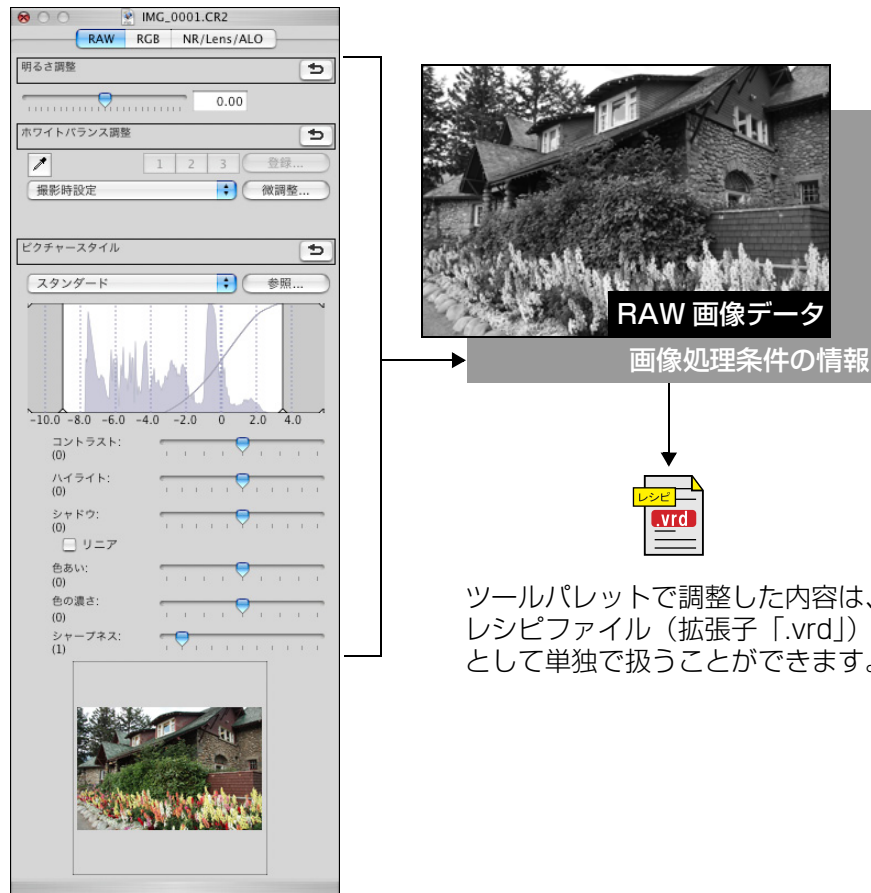 IMG_0001.CR2
RAW RGB NR/Lens/ALO
明るさ調整
0.00
ホワイトバランス調整
1 2 3 登録...
撮影時設定 微調整...
ピクチャースタイル
スタンダード 参照...
-10.0 -8.0 -6.0 -4.0 -2.0 0 2.0 4.0
コントラスト:
(0)
ハイライト:
(0)
シャドウ:
(0)
リニア
色あい:
(0)
色の濃さ:
(0)
シャープネス:
(1)
RAW 画像データ
画像処理条件の情報
レシピ
.vrd
ツールパレットで調整した内容は、
レシピファイル（拡張子「.vrd」）
として単独で扱うことができます。